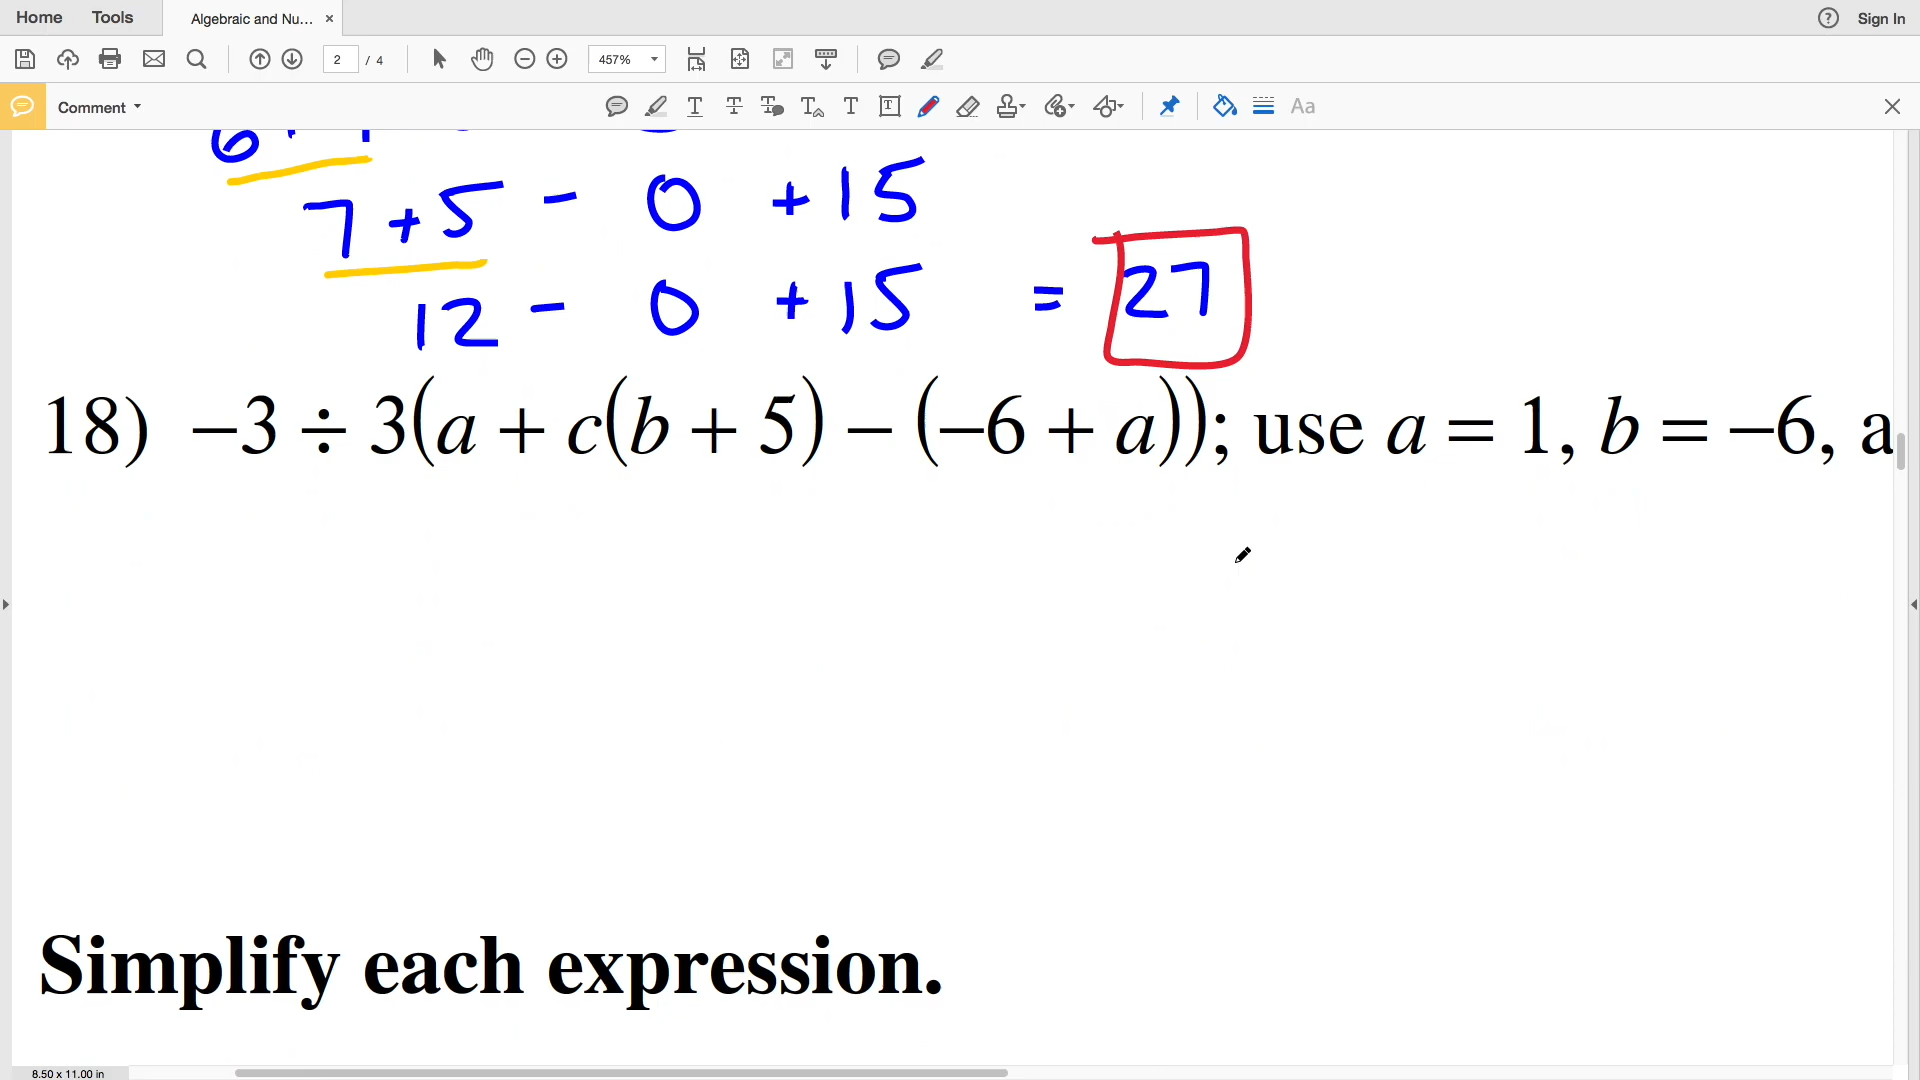 Home Tools Algebraic and Nu... × ? Sign In
2 / 4 457%
Comment Aa
7 + 5 - 0 + 15
12 - 0 + 15 = 27
18) −3 ÷ 3(a + c(b + 5) − (−6 + a)); use a = 1, b = −6, a
Simplify each expression.
8.50 x 11.00 in